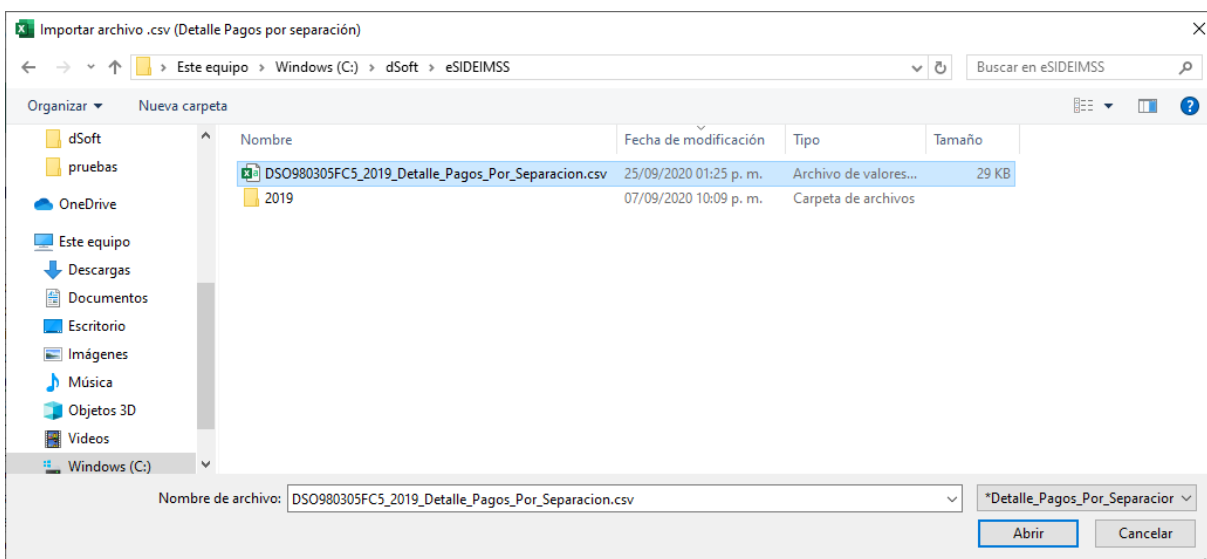 Importar archivo .csv (Detalle Pagos por separación)
Este equipo > Windows (C:) > dSoft > eSIDEIMSS
Buscar en eSIDEIMSS
Organizar
Nueva carpeta
dSoft
pruebas
OneDrive
Este equipo
Descargas
Documentos
Escritorio
Imágenes
Música
Objetos 3D
Videos
Windows (C:)
Nombre Fecha de modificación Tipo Tamaño
DSO980305FC5_2019_Detalle_Pagos_Por_Separacion.csv 25/09/2020 01:25 p. m. Archivo de valores... 29 KB
2019 07/09/2020 10:09 p. m. Carpeta de archivos
Nombre de archivo: DSO980305FC5_2019_Detalle_Pagos_Por_Separacion.csv
*Detalle_Pagos_Por_Separacior
Abrir
Cancelar